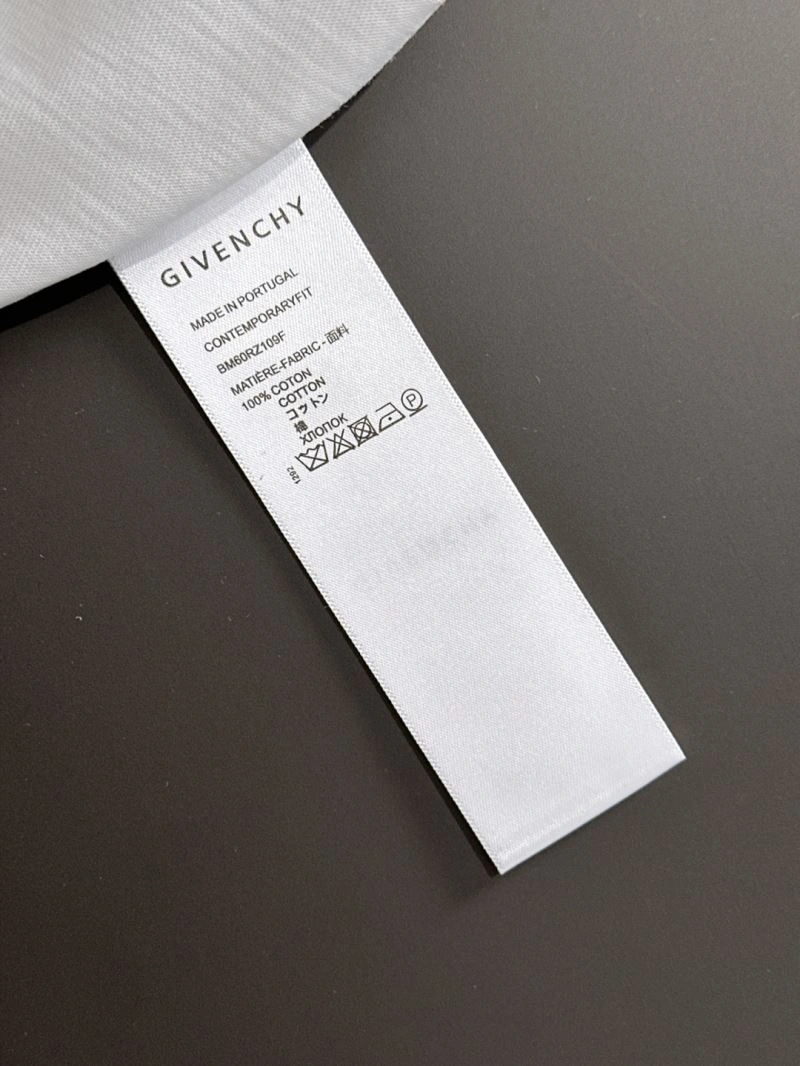 GIVENCHY
MADE IN PORTUGAL
CONTEMPORARYFIT
BM60RZ109F
MATIÈRE-FABRIC - 面料
100% COTON
COTTON
コットン
棉
ХЛОПОК
1292
P